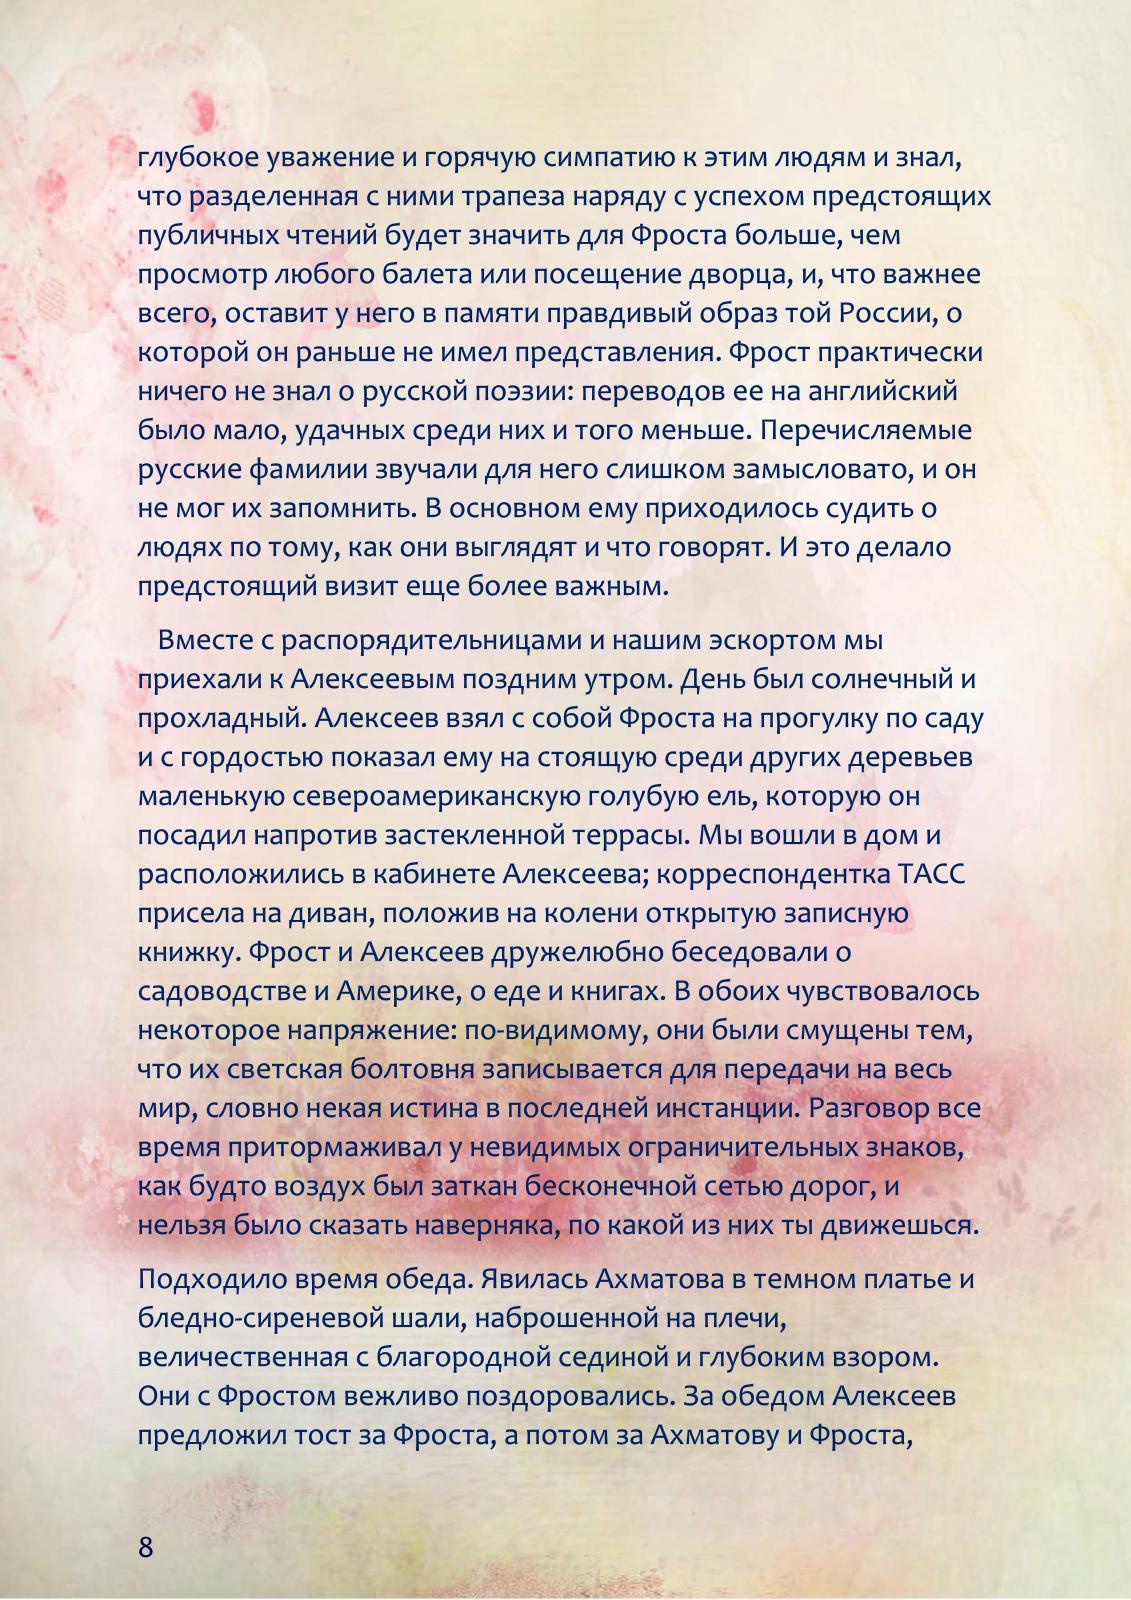 глубокое уважение и горячую симпатию к этим людям и знал,
что разделенная с ними трапеза наряду с успехом предстоящих
публичных чтений будет значить для Фроста больше, чем
просмотр любого балета или посещение дворца, и, что важнее
всего, оставит у него в памяти правдивый образ той России, о
которой он раньше не имел представления. Фрост практически
ничего не знал о русской поэзии: переводов ее на английский
было мало, удачных среди них и того меньше. Перечисляемые
русские фамилии звучали для него слишком замысловато, и он
не мог их запомнить. В основном ему приходилось судить о
людях по тому, как они выглядят и что говорят. И это делало
предстоящий визит еще более важным.
Вместе с распорядительницами и нашим эскортом мы
приехали к Алексеевым поздним утром. День был солнечный и
прохладный. Алексеев взял с собой Фроста на прогулку по саду
и с гордостью показал ему на стоящую среди других деревьев
маленькую североамериканскую голубую ель, которую он
посадил напротив застекленной террасы. Мы вошли в дом и
расположились в кабинете Алексеева; корреспондентка ТАСС
присела на диван, положив на колени открытую записную
книжку. Фрост и Алексеев дружелюбно беседовали о
садоводстве и Америке, о еде и книгах. В обоих чувствовалось
некоторое напряжение: по-видимому, они были смущены тем,
что их светская болтовня записывается для передачи на весь
мир, словно некая истина в последней инстанции. Разговор все
время притормаживал у невидимых ограничительных знаков,
как будто воздух был заткан бесконечной сетью дорог, и
нельзя было сказать наверняка, по какой из них ты движешься.
Подходило время обеда. Явилась Ахматова в темном платье и
бледно-сиреневой шали, наброшенной на плечи,
величественная с благородной сединой и глубоким взором.
Они с Фростом вежливо поздоровались. За обедом Алексеев
предложил тост за Фроста, а потом за Ахматову и Фроста,
8